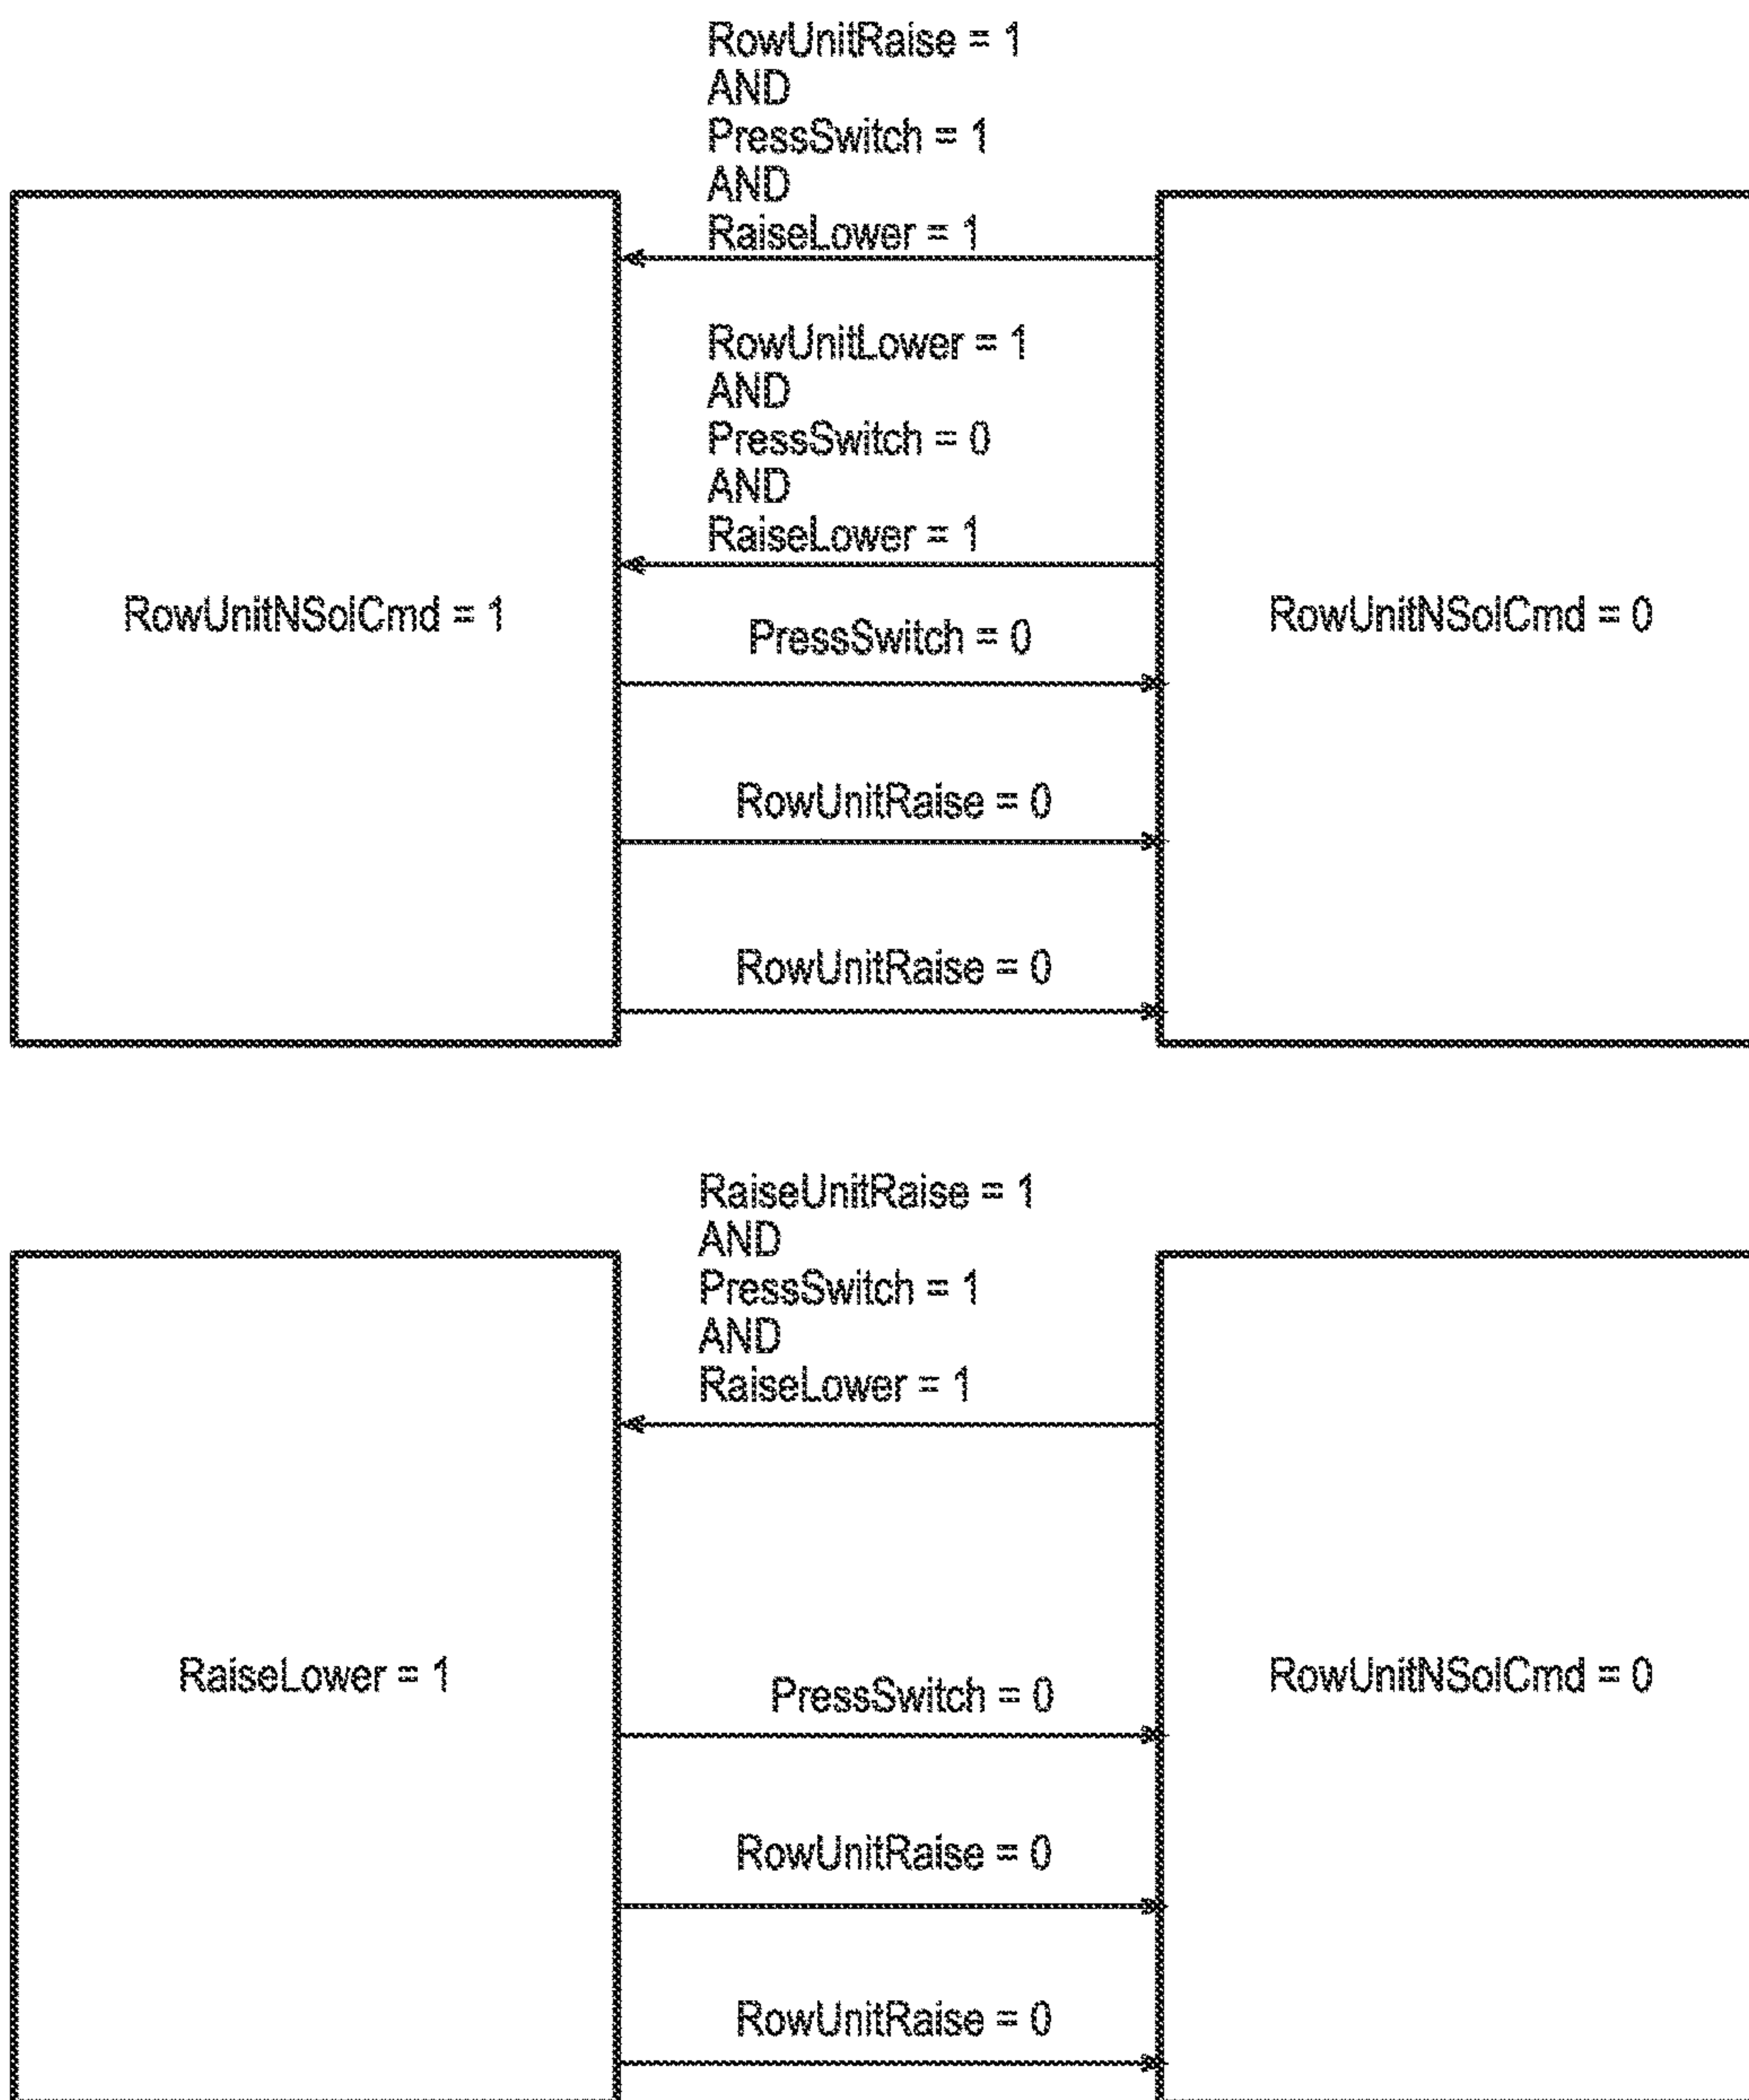 RowUnitRaise = 1
AND
PressSwitch = 1
AND
RaiseLower = 1
RowUnitLower = 1
AND
PressSwitch = 0
AND
RaiseLower = 1
RowUnitNSolCmd = 1
PressSwitch = 0
RowUnitNSolCmd = 0
RowUnitRaise = 0
RowUnitRaise = 0
RaiseUnitRaise = 1
AND
PressSwitch = 1
AND
RaiseLower = 1
RaiseLower = 1
PressSwitch = 0
RowUnitNSolCmd = 0
RowUnitRaise = 0
RowUnitRaise = 0